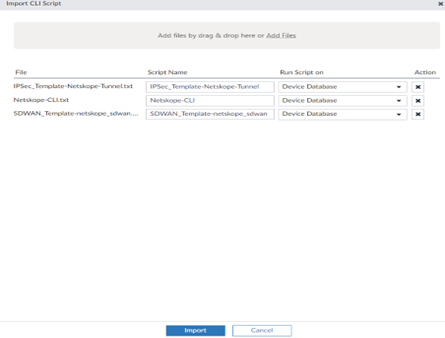 Import CLI Script
Add files by drag & drop here or Add Files
File Script Name Run Script on Action
IPSec_Template-Netskope-Tunnel.txt IPSec_Template-Netskope-Tunnel Device Database
Netskope-CLI.txt Netskope-CLI Device Database
SDWAN_Template-netskope_sdwan.... SDWAN_Template-netskope_sdwan Device Database
Import Cancel